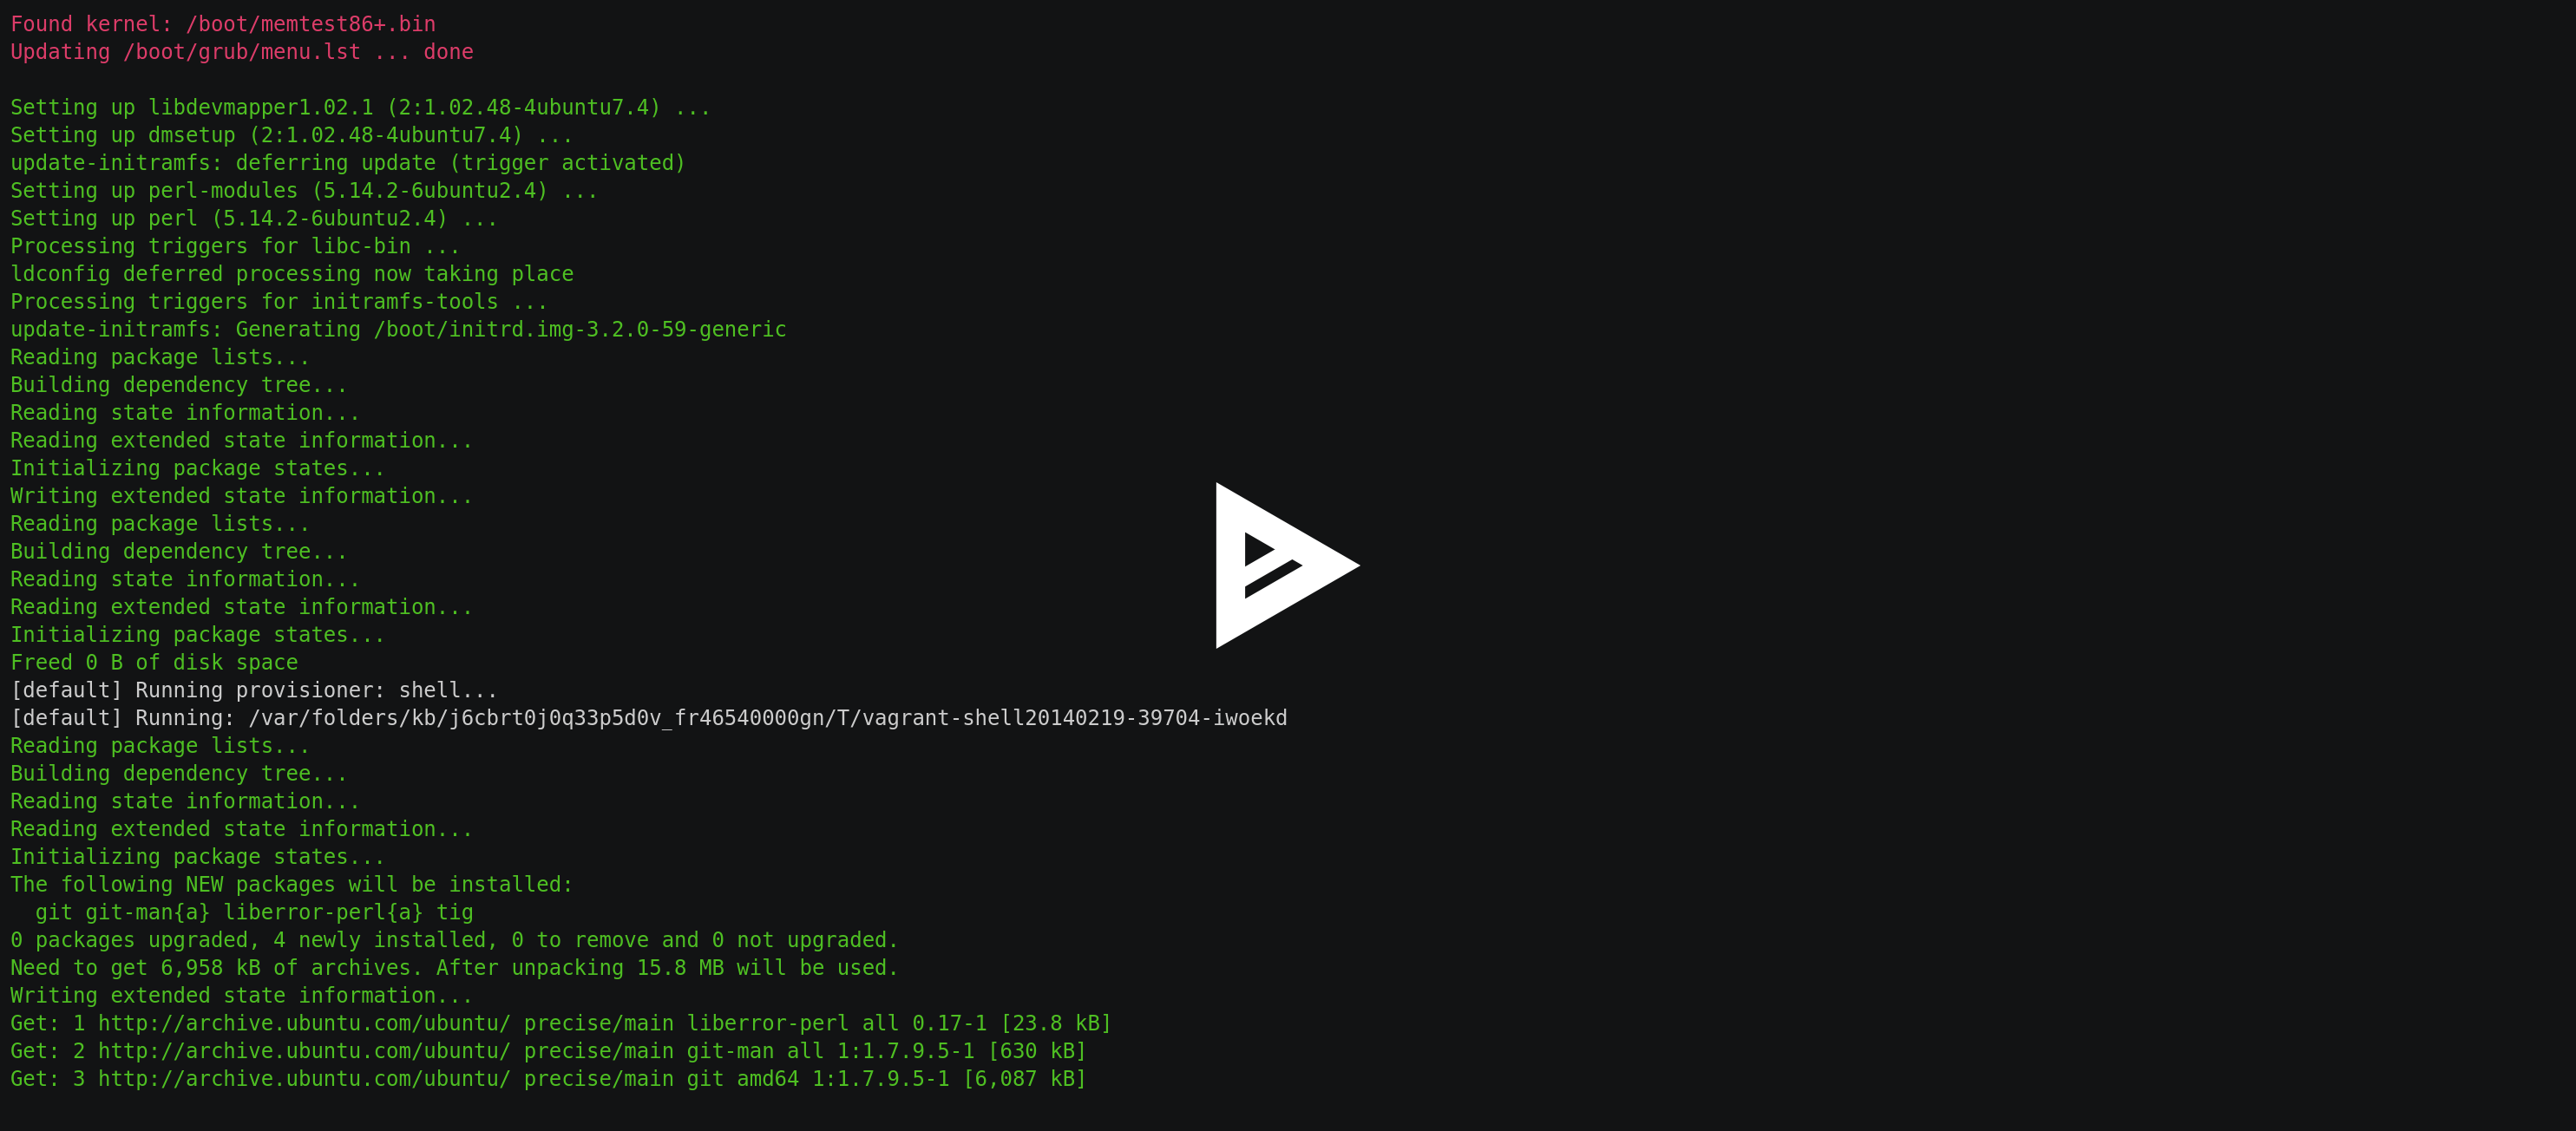 Found kernel: /boot/memtest86+.bin
Updating /boot/grub/menu.lst ... done
Setting up libdevmapper1.02.1 (2:1.02.48-4ubuntu7.4) ...
Setting up dmsetup (2:1.02.48-4ubuntu7.4) ...
update-initramfs: deferring update (trigger activated)
Setting up perl-modules (5.14.2-6ubuntu2.4) ...
Setting up perl (5.14.2-6ubuntu2.4) ...
Processing triggers for libc-bin ...
ldconfig deferred processing now taking place
Processing triggers for initramfs-tools ...
update-initramfs: Generating /boot/initrd.img-3.2.0-59-generic
Reading package lists...
Building dependency tree...
Reading state information...
Reading extended state information...
Initializing package states...
Writing extended state information...
Reading package lists...
Building dependency tree...
Reading state information...
Reading extended state information...
Initializing package states...
Freed 0 B of disk space
[default] Running provisioner: shell...
[default] Running: /var/folders/kb/j6cbrt0j0q33p5d0v_fr46540000gn/T/vagrant-shell20140219-39704-iwoekd
Reading package lists...
Building dependency tree...
Reading state information...
Reading extended state information...
Initializing package states...
The following NEW packages will be installed:
  git git-man{a} liberror-perl{a} tig
0 packages upgraded, 4 newly installed, 0 to remove and 0 not upgraded.
Need to get 6,958 kB of archives. After unpacking 15.8 MB will be used.
Writing extended state information...
Get: 1 http://archive.ubuntu.com/ubuntu/ precise/main liberror-perl all 0.17-1 [23.8 kB]
Get: 2 http://archive.ubuntu.com/ubuntu/ precise/main git-man all 1:1.7.9.5-1 [630 kB]
Get: 3 http://archive.ubuntu.com/ubuntu/ precise/main git amd64 1:1.7.9.5-1 [6,087 kB]